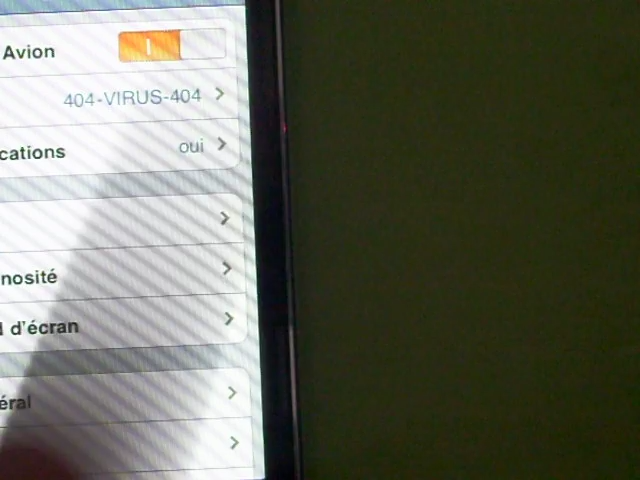 Avion
404-VIRUS-404
cations oui
nosité
d d'écran
éral